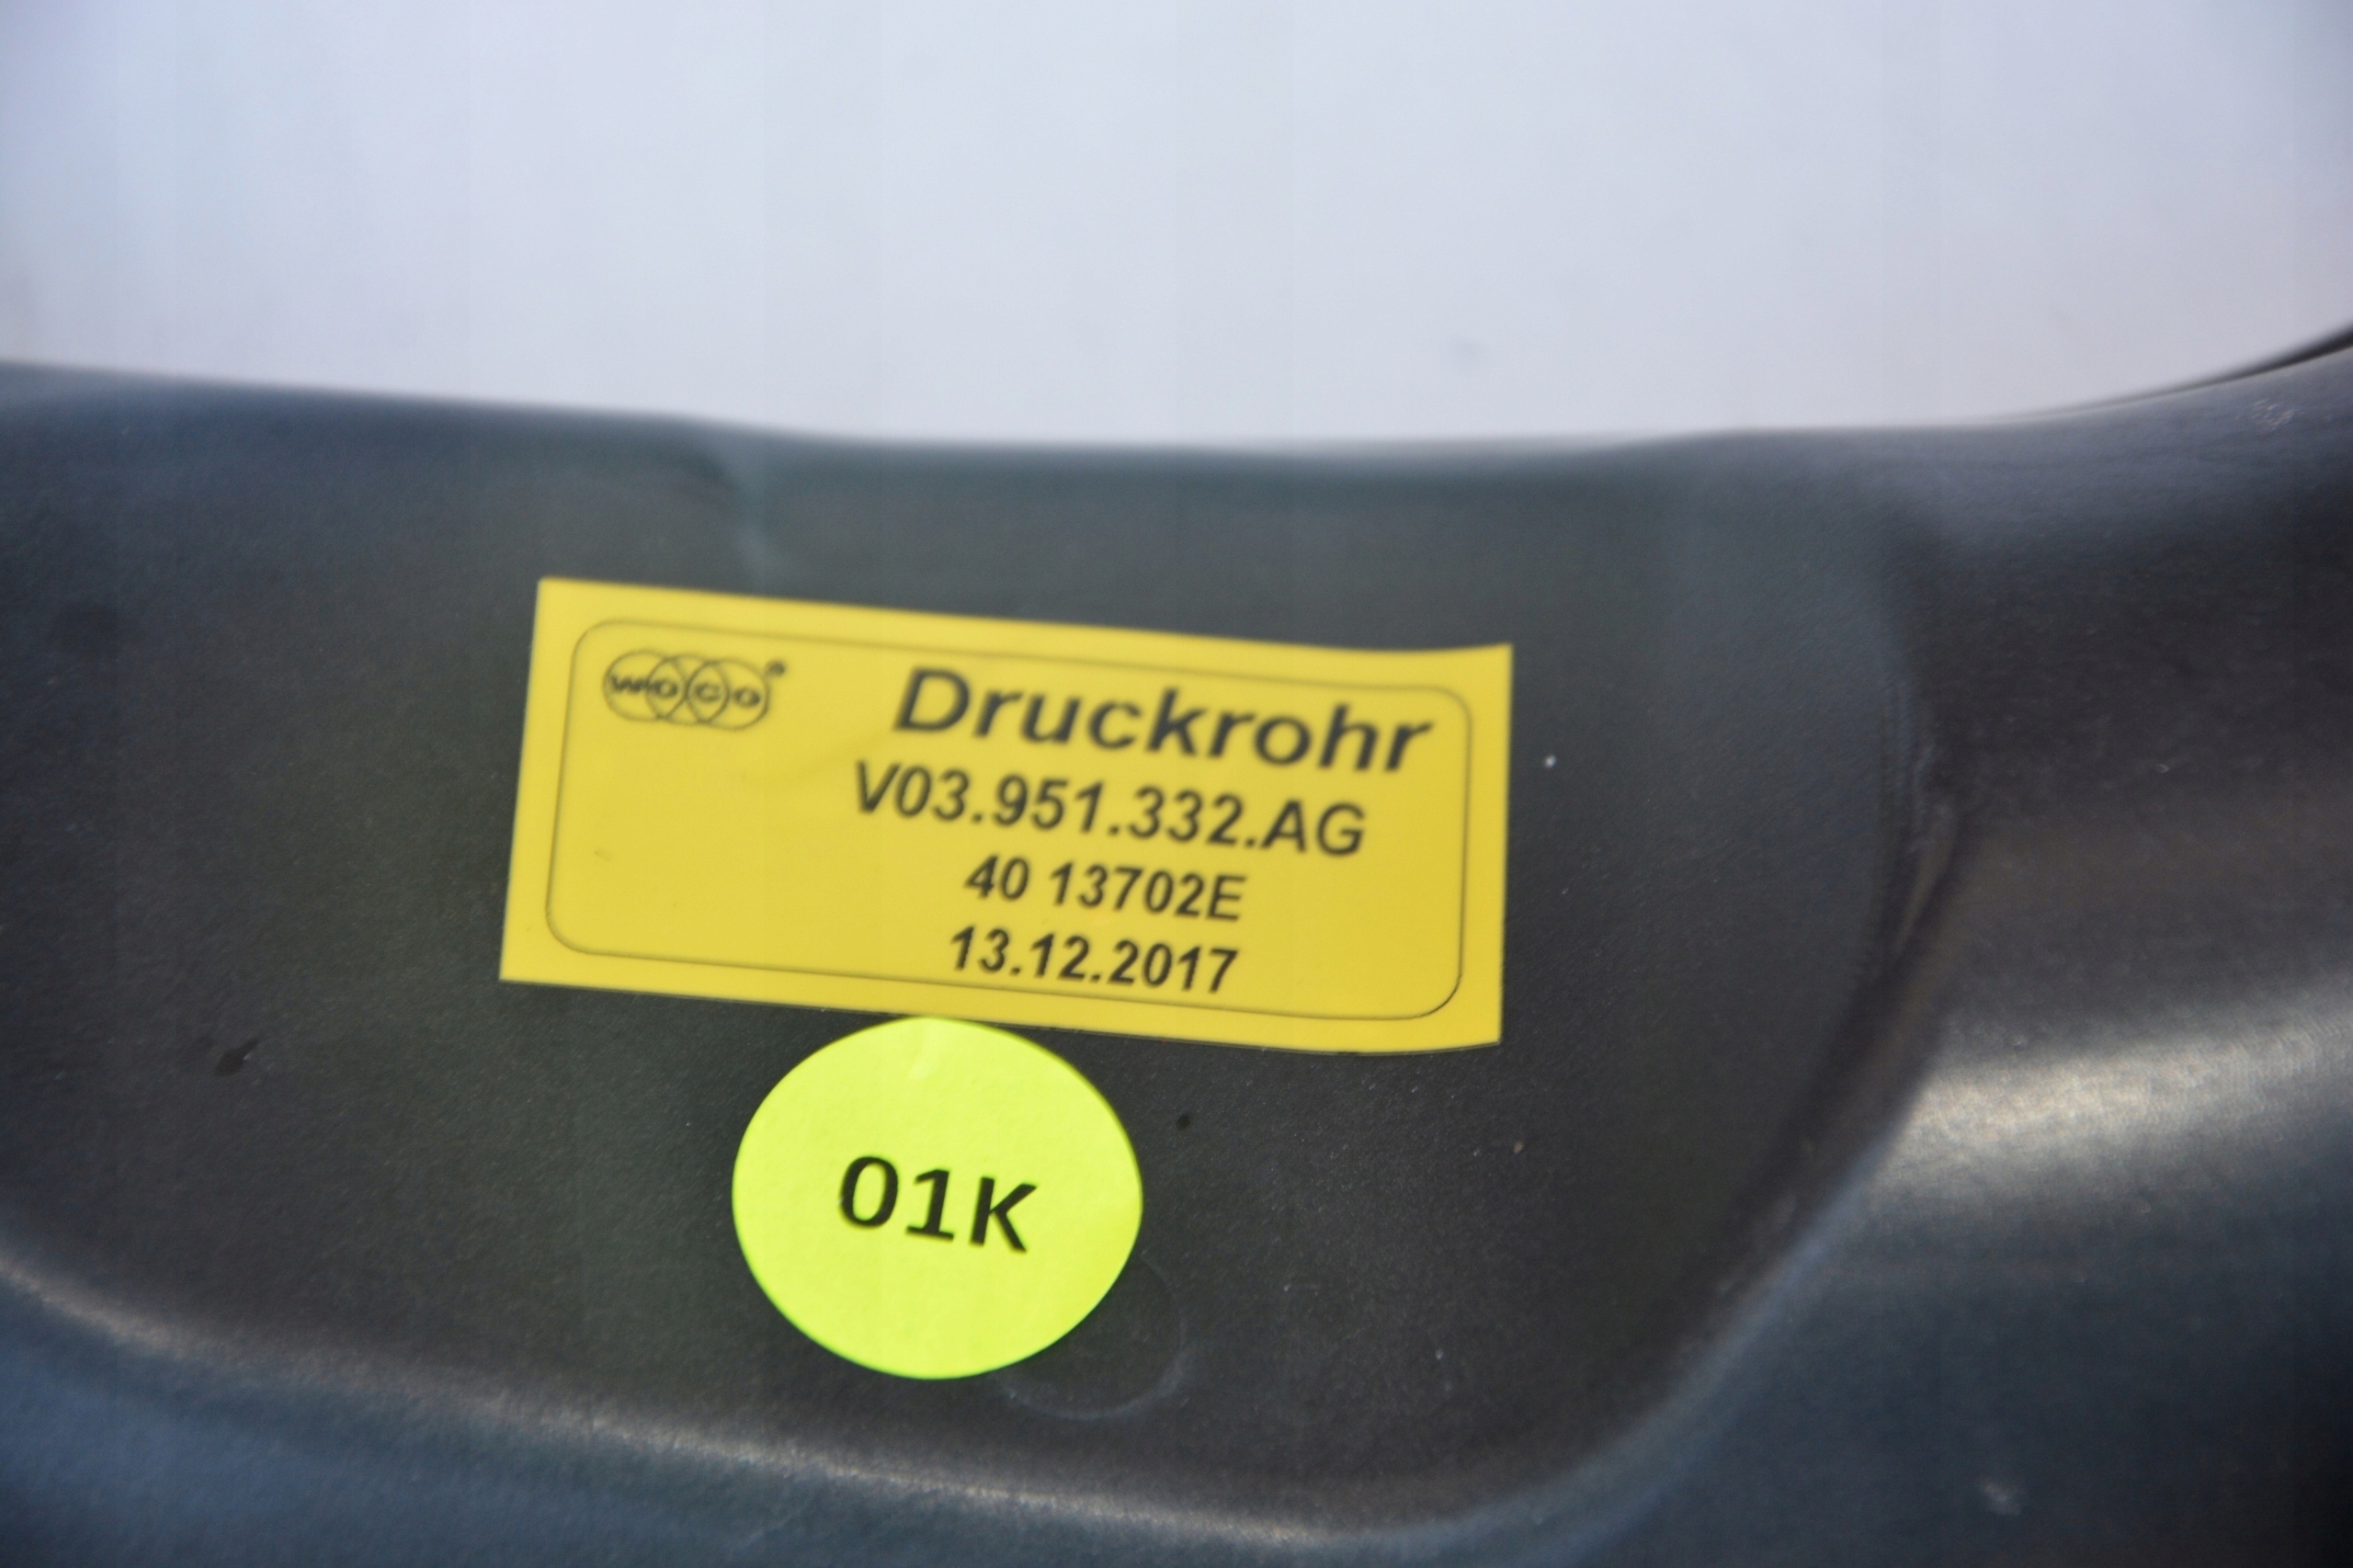 WOCO®
Druckrohr
V03.951.332.AG
40 13702E
13.12.2017
01K